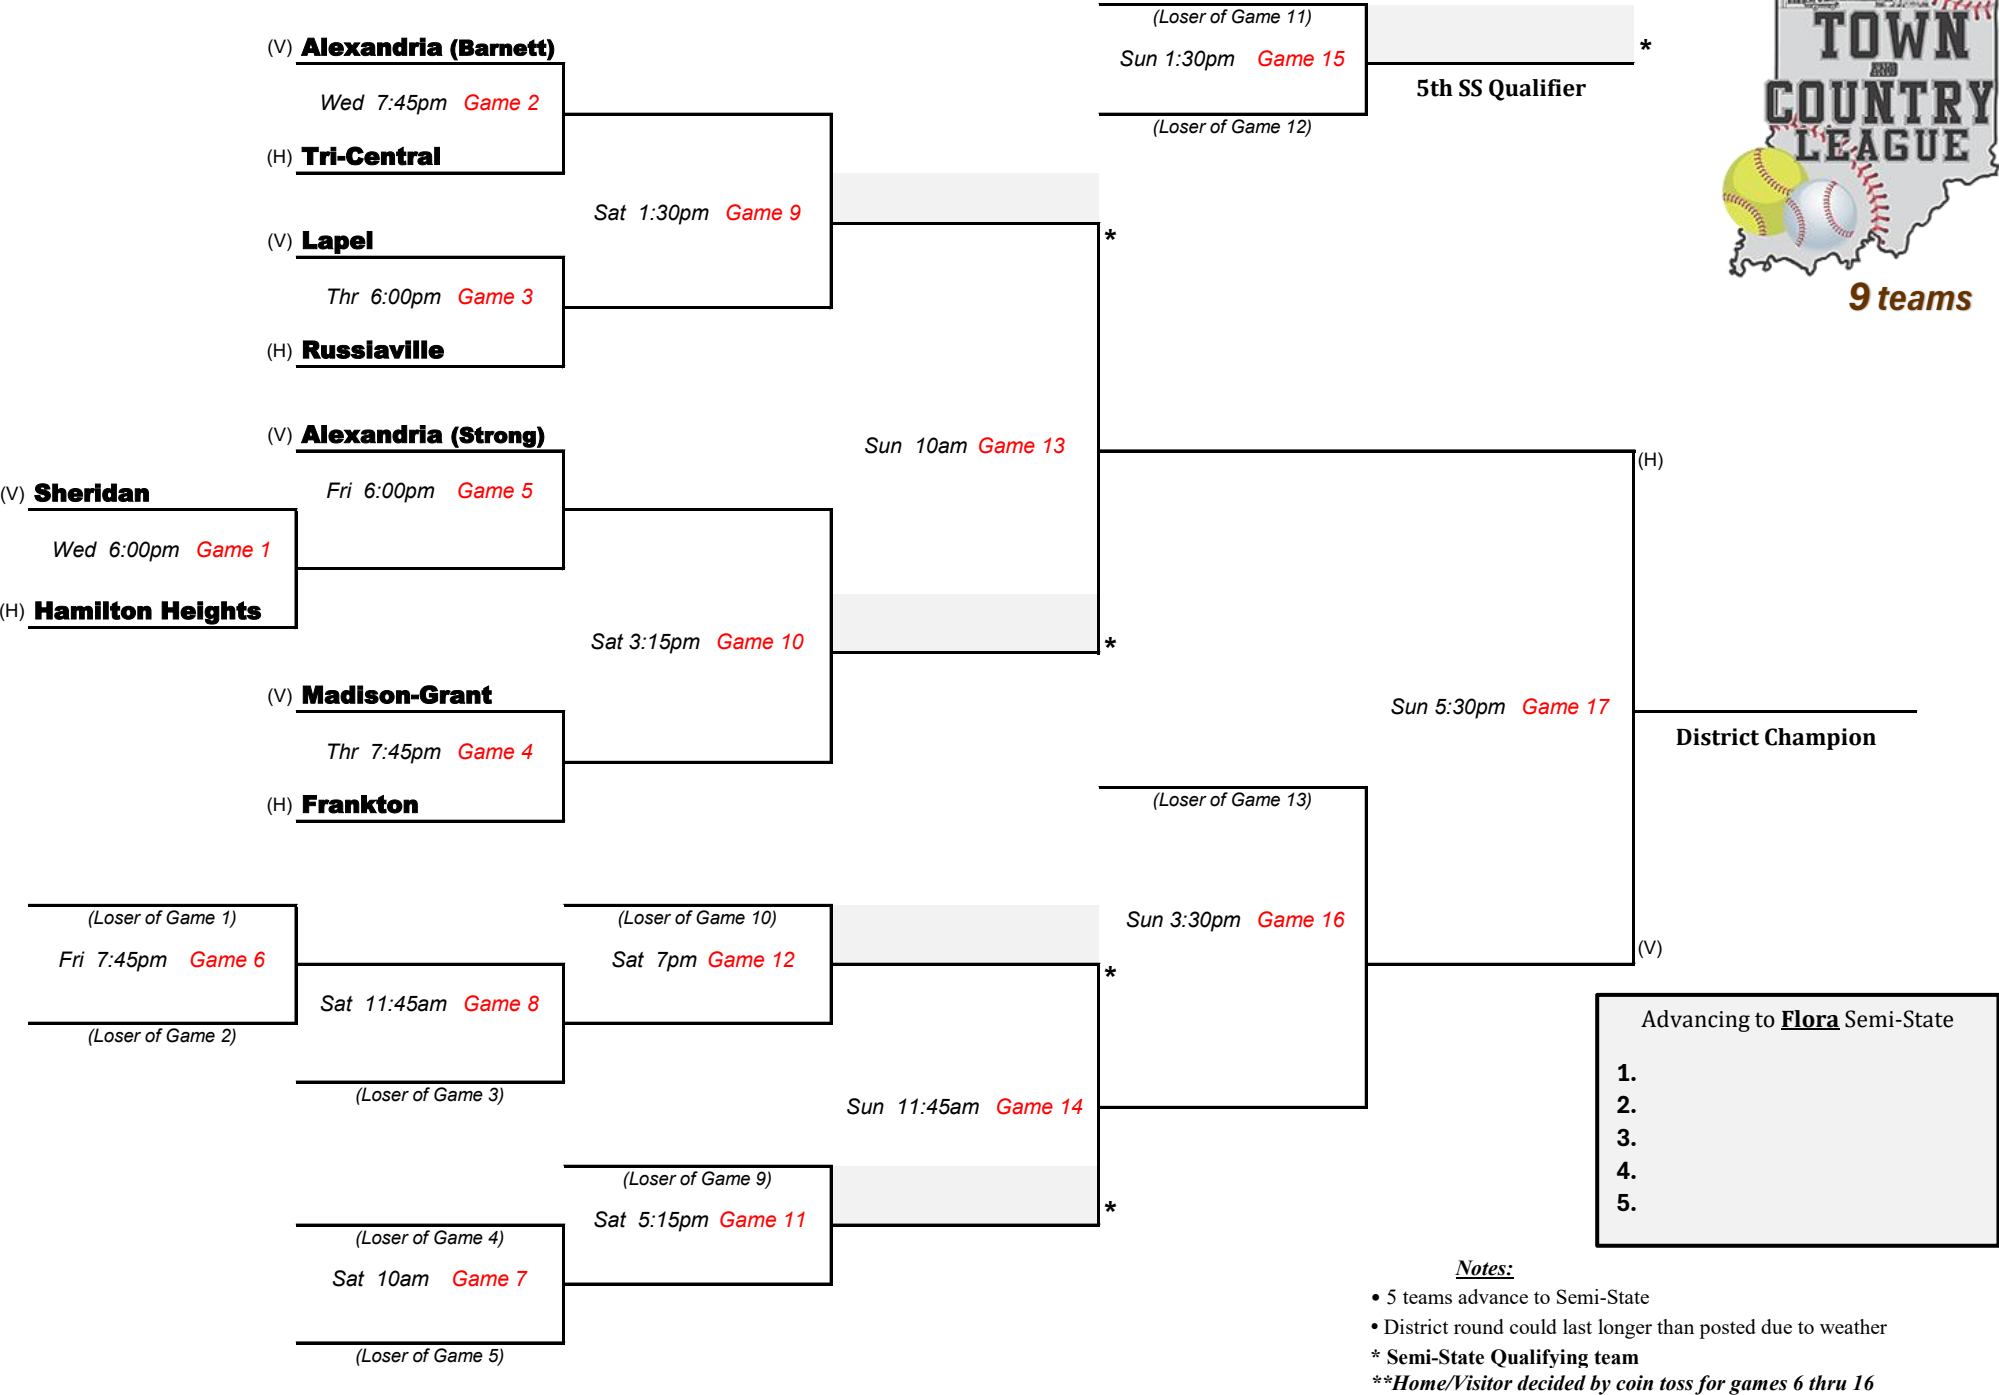 (Loser of Game 11)
Sun 1:30pm Game 15
*
5th SS Qualifier
(Loser of Game 12)
TOWN
AND
COUNTRY
LEAGUE
9 teams
(V) Alexandria (Barnett)
Wed 7:45pm Game 2
(H) Tri-Central
Sat 1:30pm Game 9
*
(V) Lapel
Thr 6:00pm Game 3
(H) Russiaville
(V) Alexandria (Strong)
Sun 10am Game 13
(H)
Fri 6:00pm Game 5
(V) Sheridan
Wed 6:00pm Game 1
(H) Hamilton Heights
Sat 3:15pm Game 10
*
(V) Madison-Grant
Thr 7:45pm Game 4
(H) Frankton
Sun 5:30pm Game 17
District Champion
(Loser of Game 13)
Sun 3:30pm Game 16
(V)
(Loser of Game 1)
Fri 7:45pm Game 6
(Loser of Game 2)
(Loser of Game 10)
Sat 7pm Game 12
*
Sat 11:45am Game 8
(Loser of Game 3)
Sun 11:45am Game 14
(Loser of Game 9)
Sat 5:15pm Game 11
*
(Loser of Game 4)
Sat 10am Game 7
(Loser of Game 5)
Advancing to Flora Semi-State
1.
2.
3.
4.
5.
Notes:
• 5 teams advance to Semi-State
• District round could last longer than posted due to weather
* Semi-State Qualifying team
**Home/Visitor decided by coin toss for games 6 thru 16